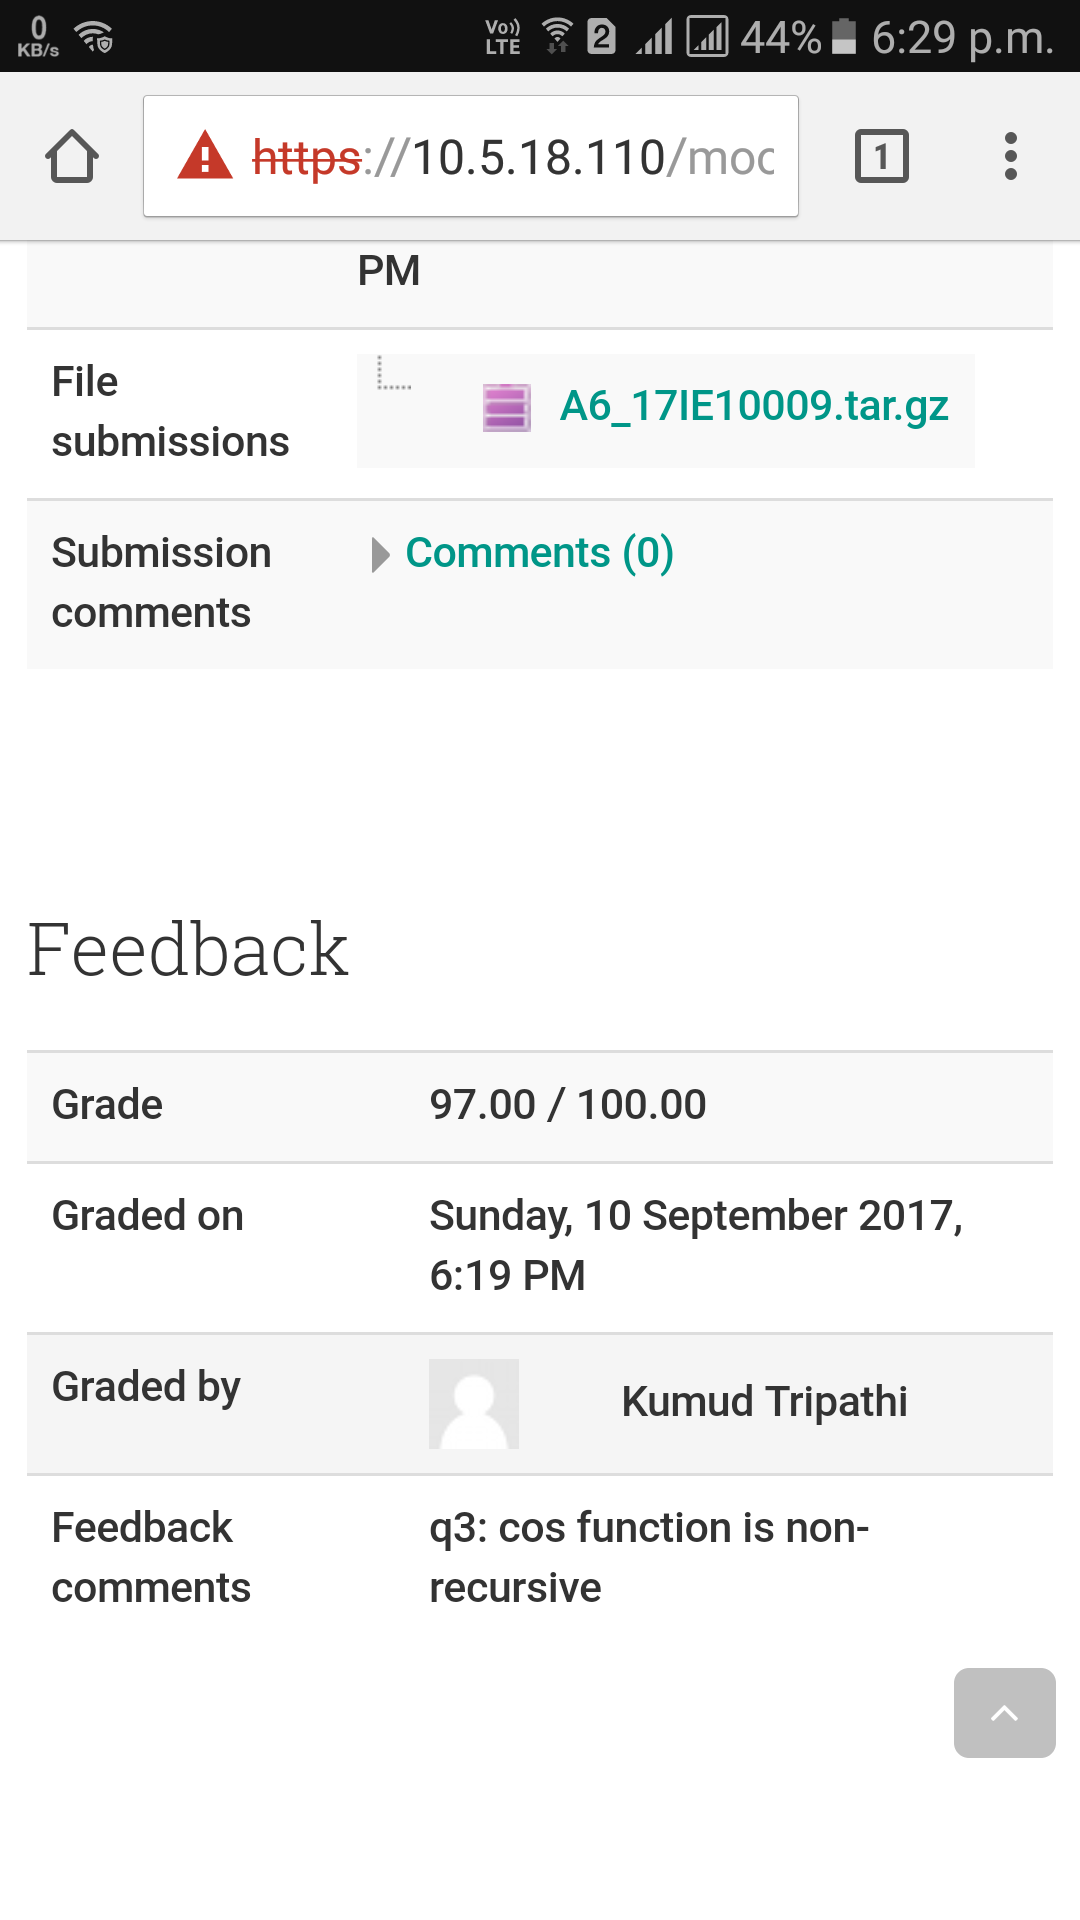 0
KB/s
Vo))
LTE
2
44%
6:29 p.m.
https://10.5.18.110/moc
1
PM
File
submissions
A6_17IE10009.tar.gz
Submission
comments
Comments (0)
Feedback
Grade
97.00 / 100.00
Graded on
Sunday, 10 September 2017,
6:19 PM
Graded by
Kumud Tripathi
Feedback
comments
q3: cos function is non-
recursive